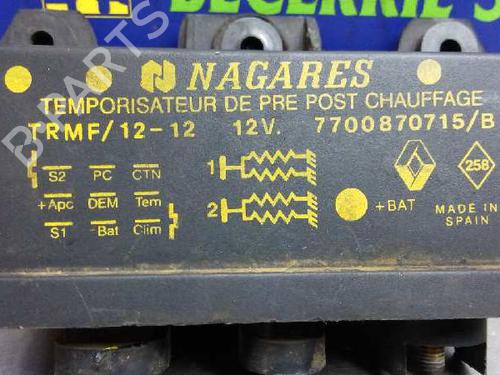 NAGARES
TEMPORISATEUR DE PRE POST CHAUFFAGE
TRMF/12-12 12V. 7700870715/B
S2 PC CTN
+Apc DEM Tem
S1 -Bat Clim
1
2
+BAT
258
MADE IN
SPAIN
B PARTS